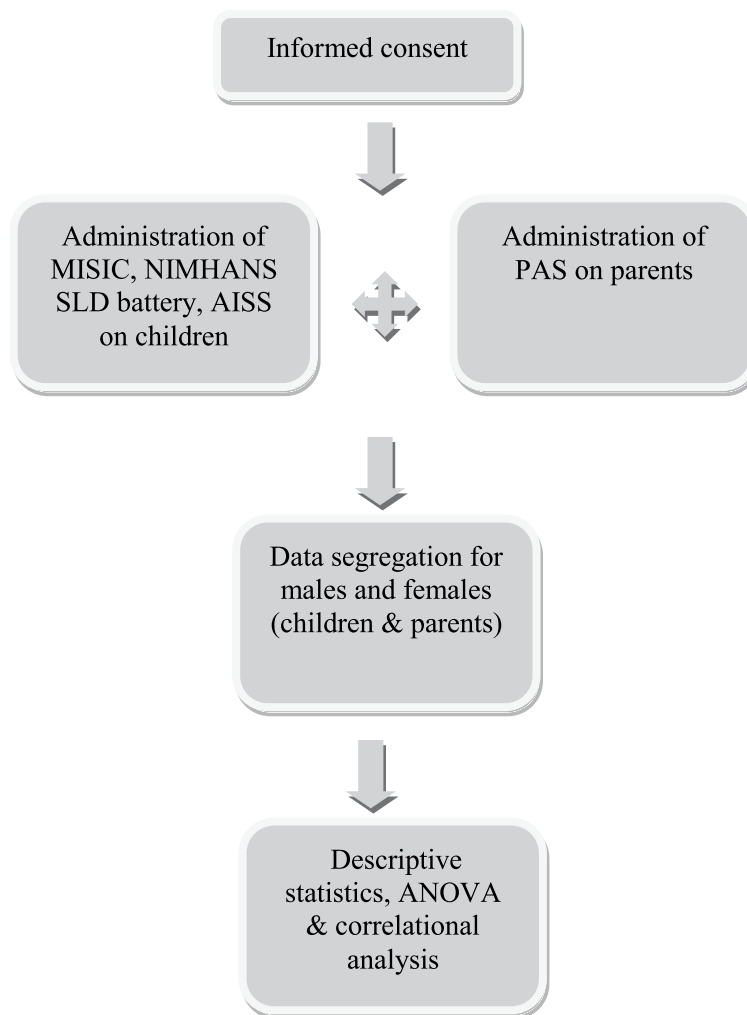 Informed consent
Administration of
MISIC, NIMHANS
SLD battery, AISS
on children
Administration of
PAS on parents
Data segregation for
males and females
(children & parents)
Descriptive
statistics, ANOVA
& correlational
analysis